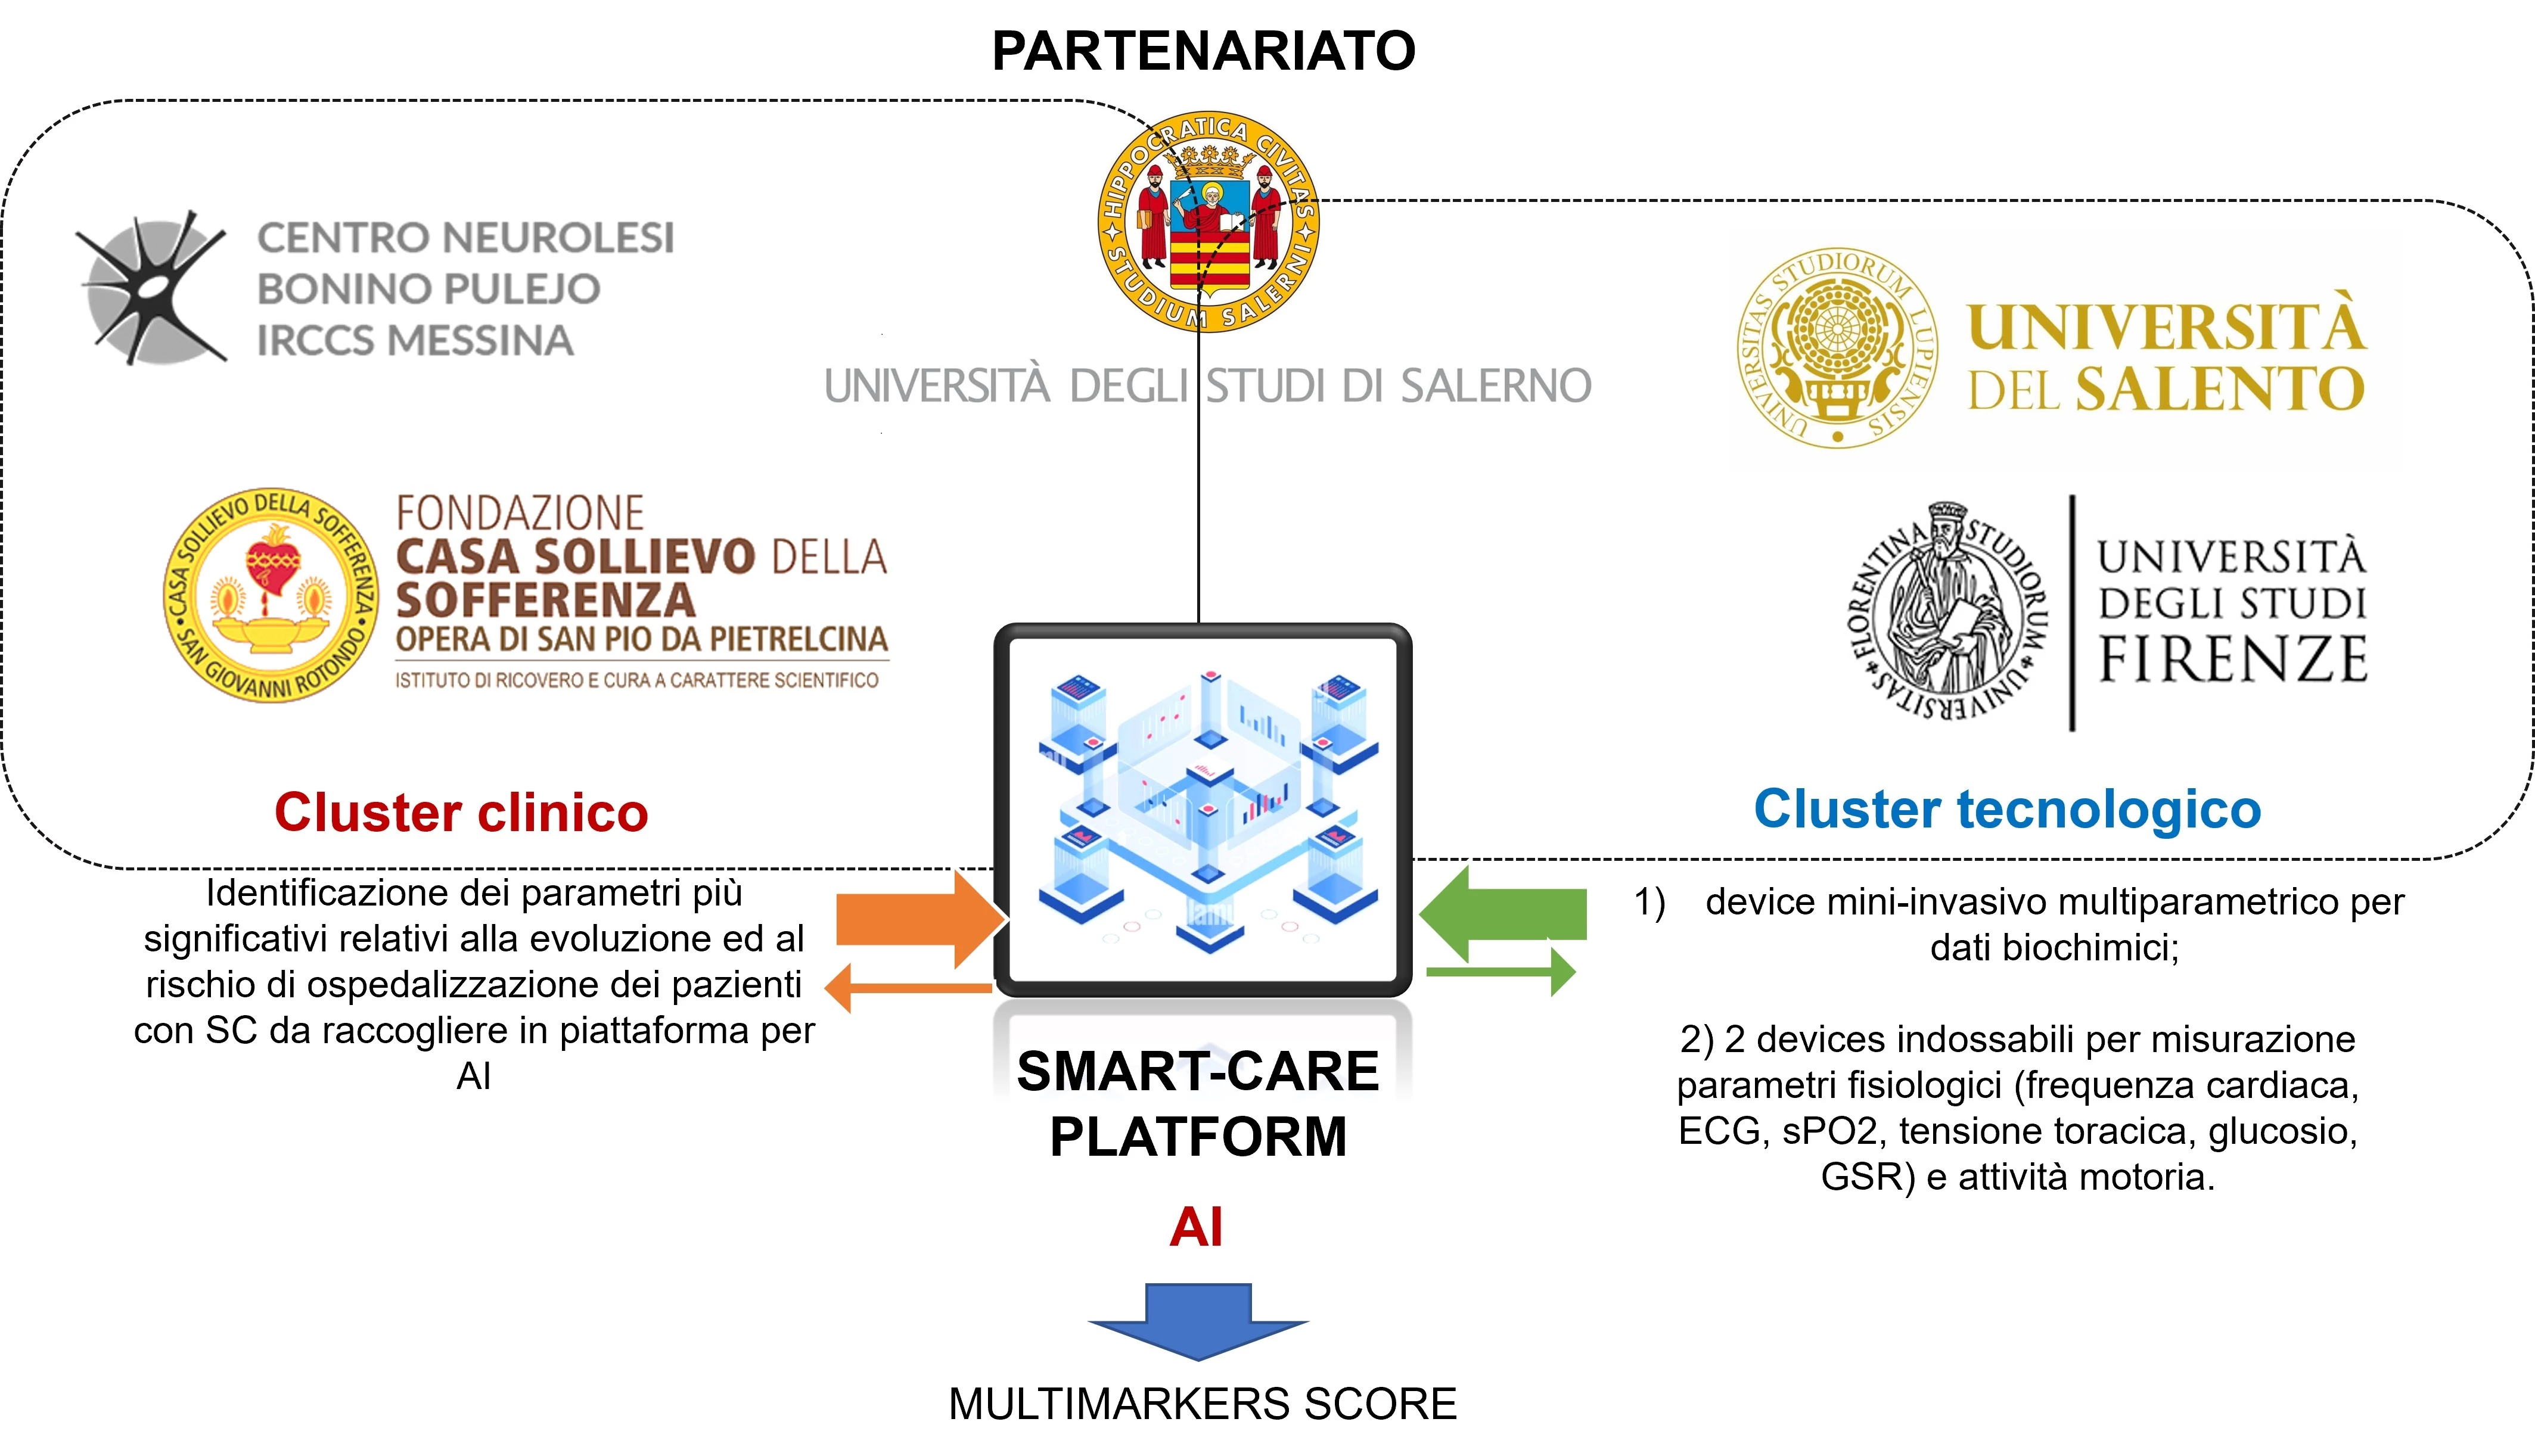 PARTENARIATO
HIPPOCRATICA CIVITAS
STUDIUM SALERNI
UNIVERSITÀ DEGLI STUDI DI SALERNO
CENTRO NEUROLESI
BONINO PULEJO
IRCCS MESSINA
CASA SOLLIEVO DELLA SOFFERENZA
SAN GIOVANNI ROTONDO
FONDAZIONE
CASA SOLLIEVO DELLA
SOFFERENZA
OPERA DI SAN PIO DA PIETRELCINA
ISTITUTO DI RICOVERO E CURA A CARATTERE SCIENTIFICO
Cluster clinico
UNIVERSITAS STUDIORUM LUPIENSIS
UNIVERSITÀ
DEL SALENTO
FLORENTINA STUDIORUM UNIVERSITAS
UNIVERSITÀ
DEGLI STUDI
FIRENZE
Cluster tecnologico
Identificazione dei parametri più
significativi relativi alla evoluzione ed al
rischio di ospedalizzazione dei pazienti
con SC da raccogliere in piattaforma per
AI
1) device mini-invasivo multiparametrico per
dati biochimici;
2) 2 devices indossabili per misurazione
parametri fisiologici (frequenza cardiaca,
ECG, sPO2, tensione toracica, glucosio,
GSR) e attività motoria.
SMART-CARE
PLATFORM
AI
MULTIMARKERS SCORE